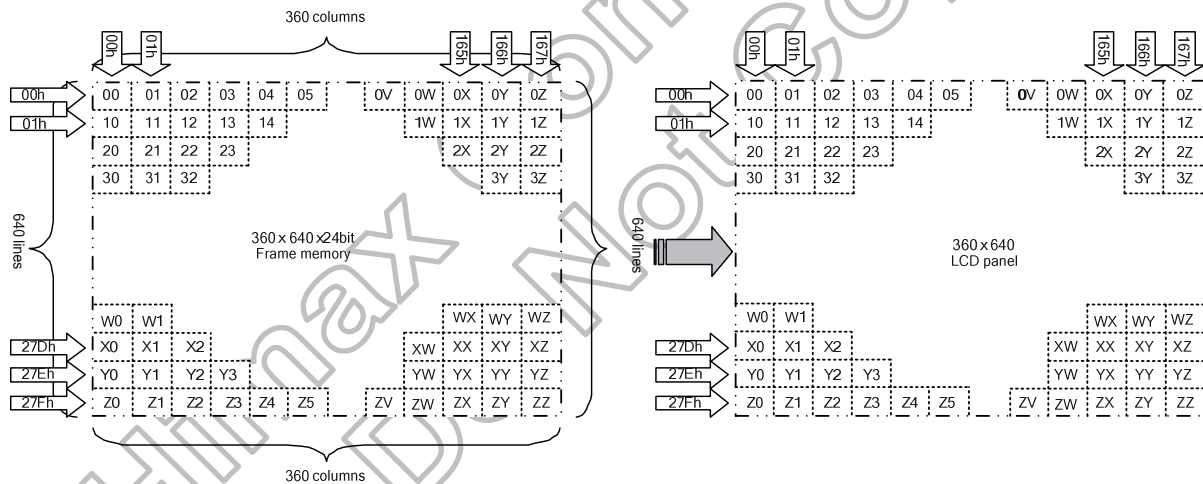 360 columns
00h 01h 165h 166h 167h 00h 01h 165h 166h 167h
00h 00 01 02 03 04 05 0V 0W 0X 0Y 0Z 00h 00 01 02 03 04 05 0V 0W 0X 0Y 0Z
01h 10 11 12 13 14 1W 1X 1Y 1Z 01h 10 11 12 13 14 1W 1X 1Y 1Z
20 21 22 23 2X 2Y 2Z 20 21 22 23 2X 2Y 2Z
30 31 32 3Y 3Z 30 31 32 3Y 3Z
640 lines
360 x 640 x24bit
Frame memory
640 lines
360 x 640
LCD panel
W0 W1 WX WY WZ W0 W1 WX WY WZ
27Dh X0 X1 X2 XW XX XY XZ 27Dh X0 X1 X2 XW XX XY XZ
27Eh Y0 Y1 Y2 Y3 YW YX YY YZ 27Eh Y0 Y1 Y2 Y3 YW YX YY YZ
27Fh Z0 Z1 Z2 Z3 Z4 Z5 ZV ZW ZX ZY ZZ 27Fh Z0 Z1 Z2 Z3 Z4 Z5 ZV ZW ZX ZY ZZ
360 columns
Himax
Do Not